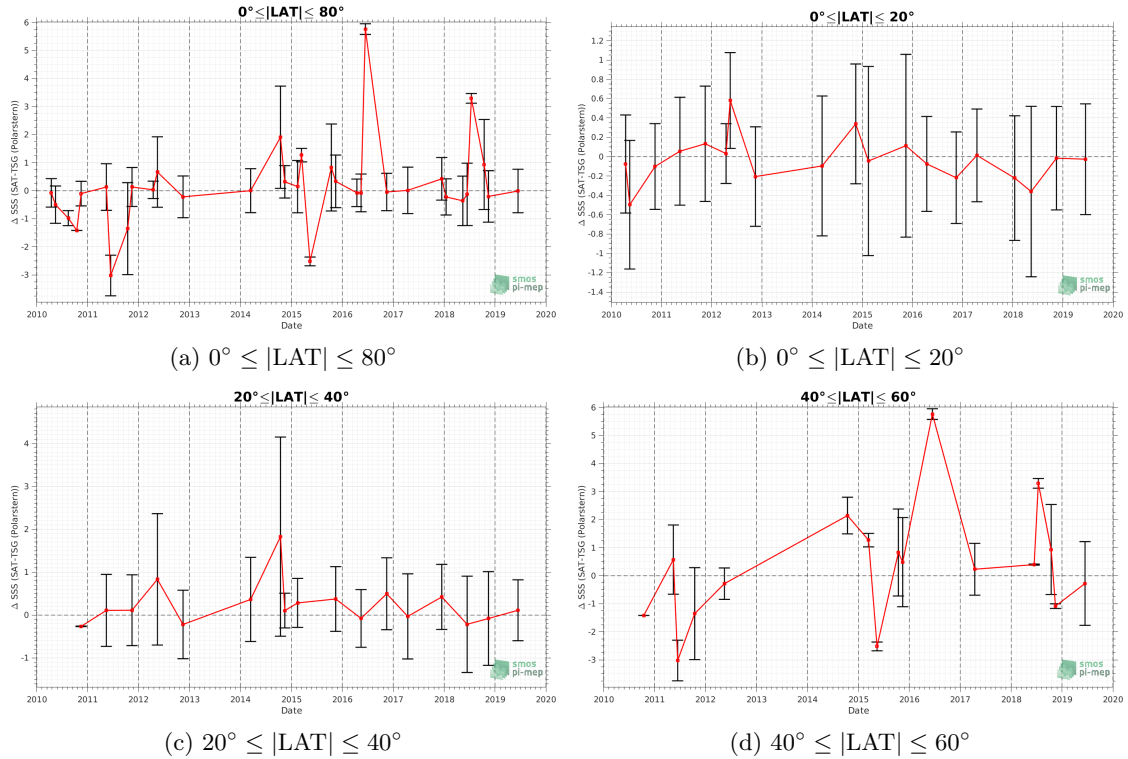 0°≤|LAT|≤ 80°
6
5
4
3
2
1
0
-1
-2
-3
Δ SSS (SAT-TSG (Polarstern))
2010 2011 2012 2013 2014 2015 2016 2017 2018 2019 2020
Date
smos
pi-mep
(a) 0° ≤ |LAT| ≤ 80°
0°≤|LAT|≤ 20°
1.2
1
0.8
0.6
0.4
0.2
0
-0.2
-0.4
-0.6
-0.8
-1
-1.2
-1.4
Δ SSS (SAT-TSG (Polarstern))
2010 2011 2012 2013 2014 2015 2016 2017 2018 2019 2020
Date
smos
pi-mep
(b) 0° ≤ |LAT| ≤ 20°
20°≤|LAT|≤ 40°
4
3
2
1
0
-1
Δ SSS (SAT-TSG (Polarstern))
2010 2011 2012 2013 2014 2015 2016 2017 2018 2019 2020
Date
smos
pi-mep
(c) 20° ≤ |LAT| ≤ 40°
40°≤|LAT|≤ 60°
6
5
4
3
2
1
0
-1
-2
-3
Δ SSS (SAT-TSG (Polarstern))
2010 2011 2012 2013 2014 2015 2016 2017 2018 2019 2020
Date
smos
pi-mep
(d) 40° ≤ |LAT| ≤ 60°